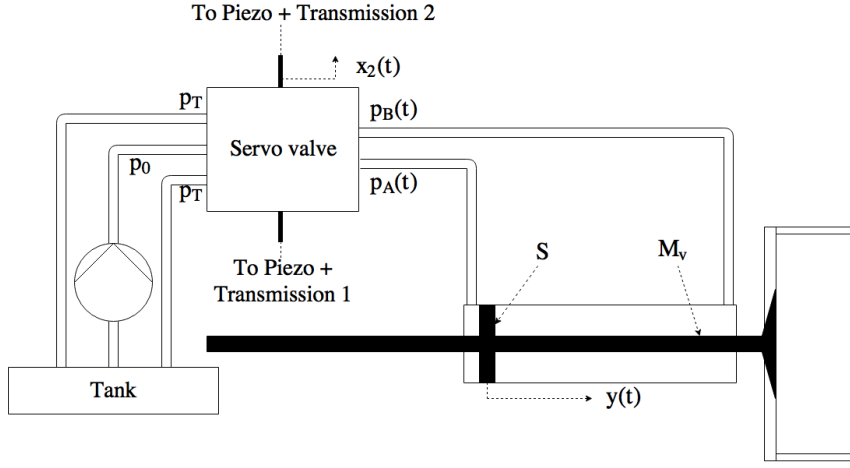 To Piezo + Transmission 2
x2(t)
pT
pB(t)
Servo valve
p0
pT
pA(t)
To Piezo +
Transmission 1
S
Mv
Tank
y(t)